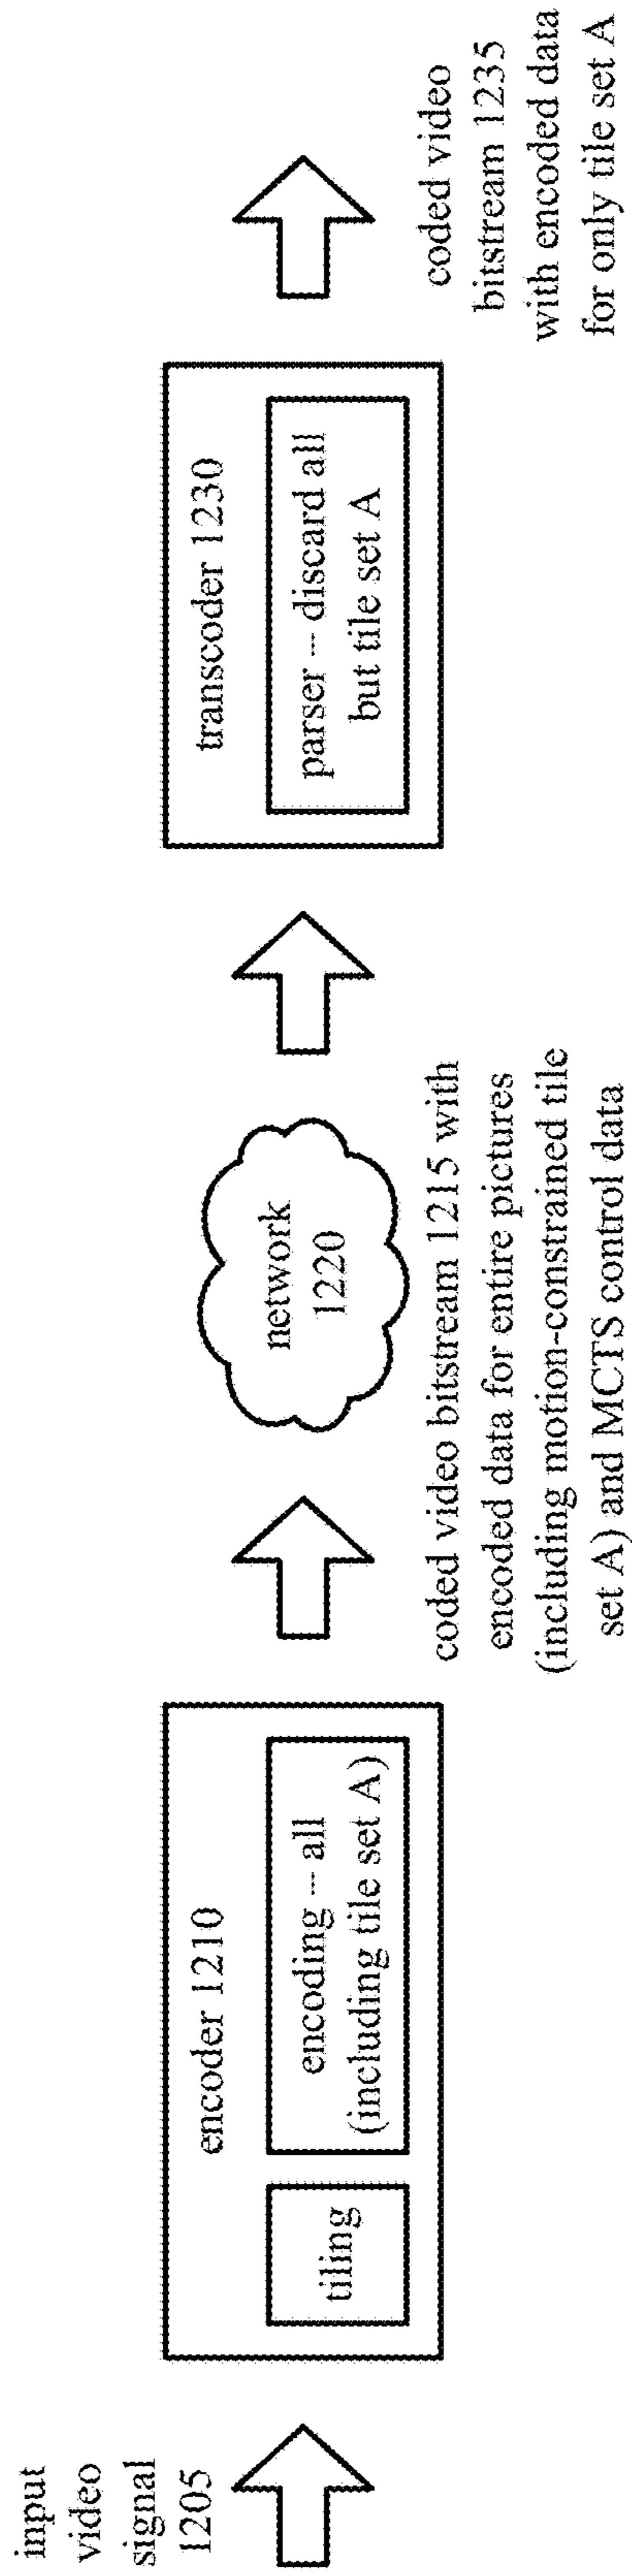 input
video
signal
1205
encoder 1210
tiling
encoding – all
(including tile set A)
coded video bitstream 1215 with
encoded data for entire pictures
(including motion-constrained tile
set A) and MCTS control data
network
1220
transcoder 1230
parser – discard all
but tile set A
coded video
bitstream 1235
with encoded data
for only tile set A